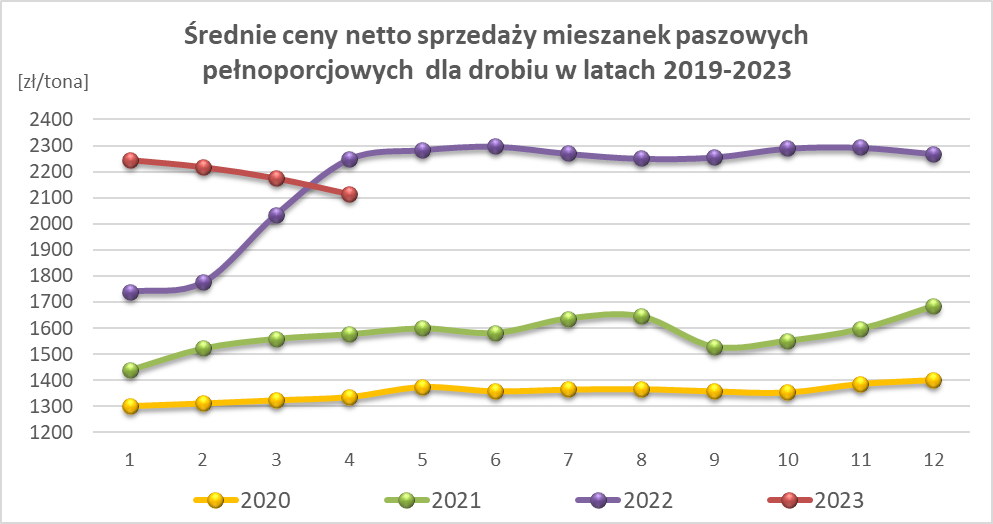 Średnie ceny netto sprzedaży mieszanek paszowych
pełnoporcjowych dla drobiu w latach 2019-2023
[zł/tona]
2400
2300
2200
2100
2000
1900
1800
1700
1600
1500
1400
1300
1200
1 2 3 4 5 6 7 8 9 10 11 12
2020 2021 2022 2023